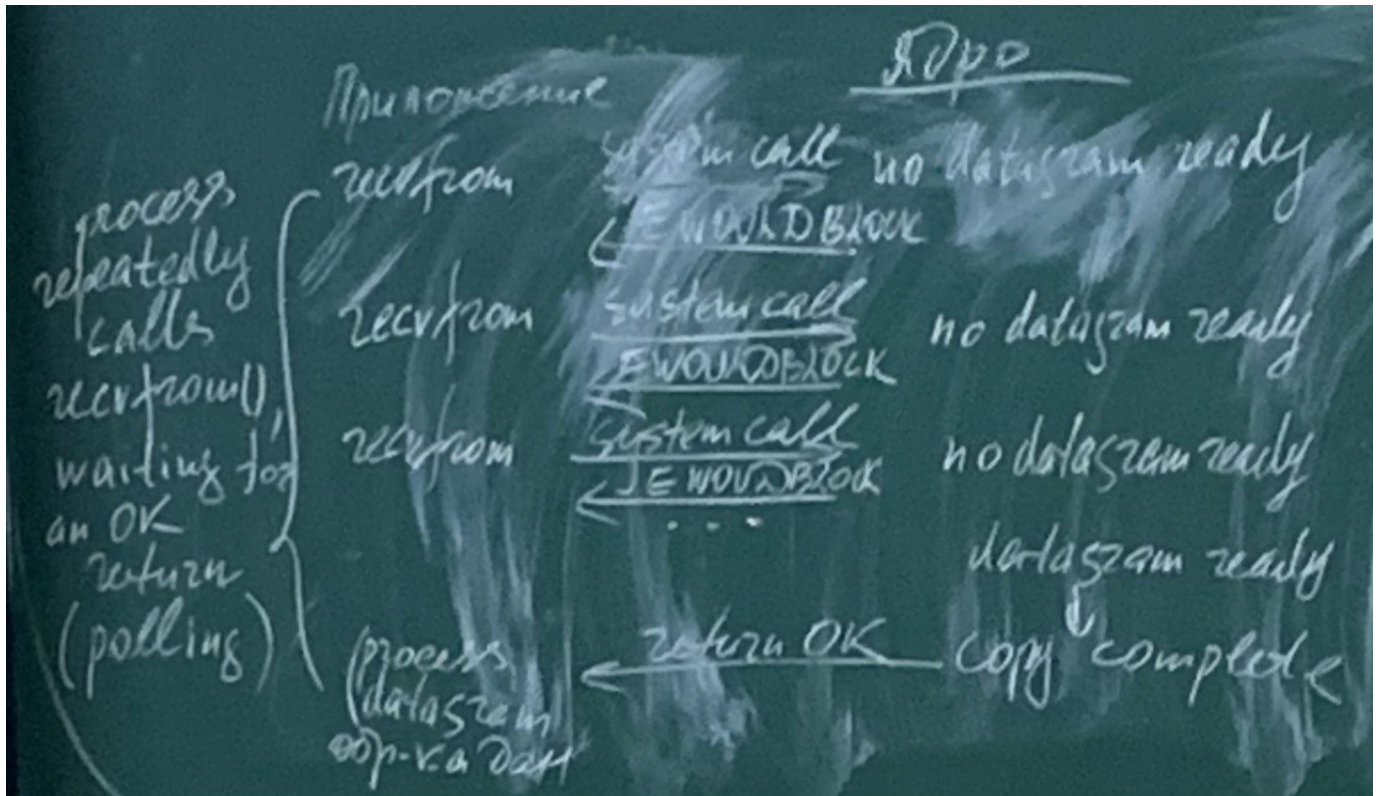 Приложение
Ядро
process
repeatedly
calls
recvfrom(),
waiting for
an OK
return
(polling)
recvfrom system call no datagram ready
EWOULDBLOCK
recvfrom system call no datagram ready
EWOULDBLOCK
recvfrom system call no datagram ready
EWOULDBLOCK
...
datagram ready
return OK copy complete
(process
datagram
обр-ка дан